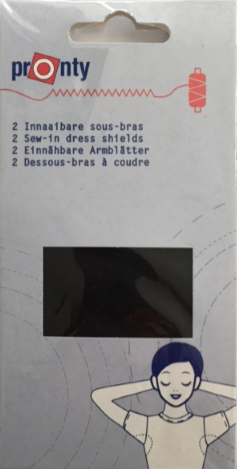 pronty
2 Innaaibare sous-bras
2 Sew-in dress shields
2 Einnähbare Armblätter
2 Dessous-bras à coudre